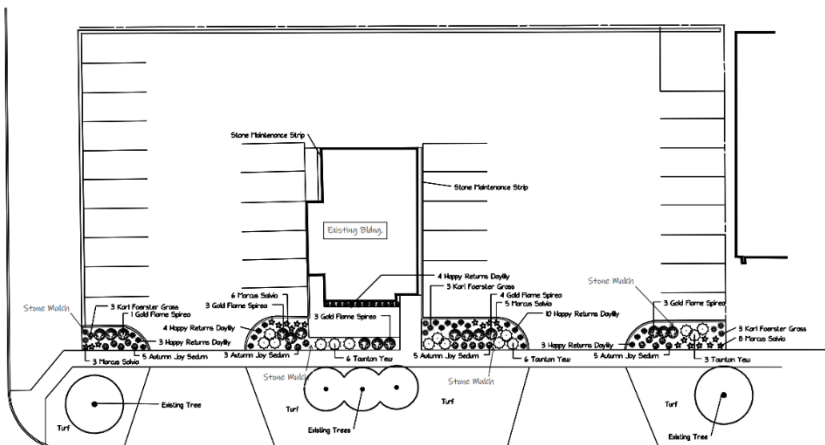 Stone Maintenance Strip
Stone Maintenance Strip
Existing Bldng.
4 Happy Returns Daylily
3 Karl Foerster Grass
4 Gold Flame Spirea
5 Marcus Salvia
10 Happy Returns Daylily
6 Marcus Salvia
3 Gold Flame Spirea
3 Gold Flame Spirea
4 Happy Returns Daylily
Stone Mulch
3 Karl Foerster Grass
1 Gold Flame Spirea
3 Happy Returns Daylily
5 Autumn Joy Sedum
3 Marcus Salvia
3 Autumn Joy Sedum
6 Taunton Yew
Stone Mulch
5 Autumn Joy Sedum
6 Taunton Yew
Stone Mulch
Stone Mulch
3 Gold Flame Spirea
3 Karl Foerster Grass
8 Marcus Salvia
3 Happy Returns Daylily
5 Autumn Joy Sedum
3 Taunton Yew
Existing Tree
Turf
Turf
Existing Trees
Turf
Turf
Existing Tree
Turf